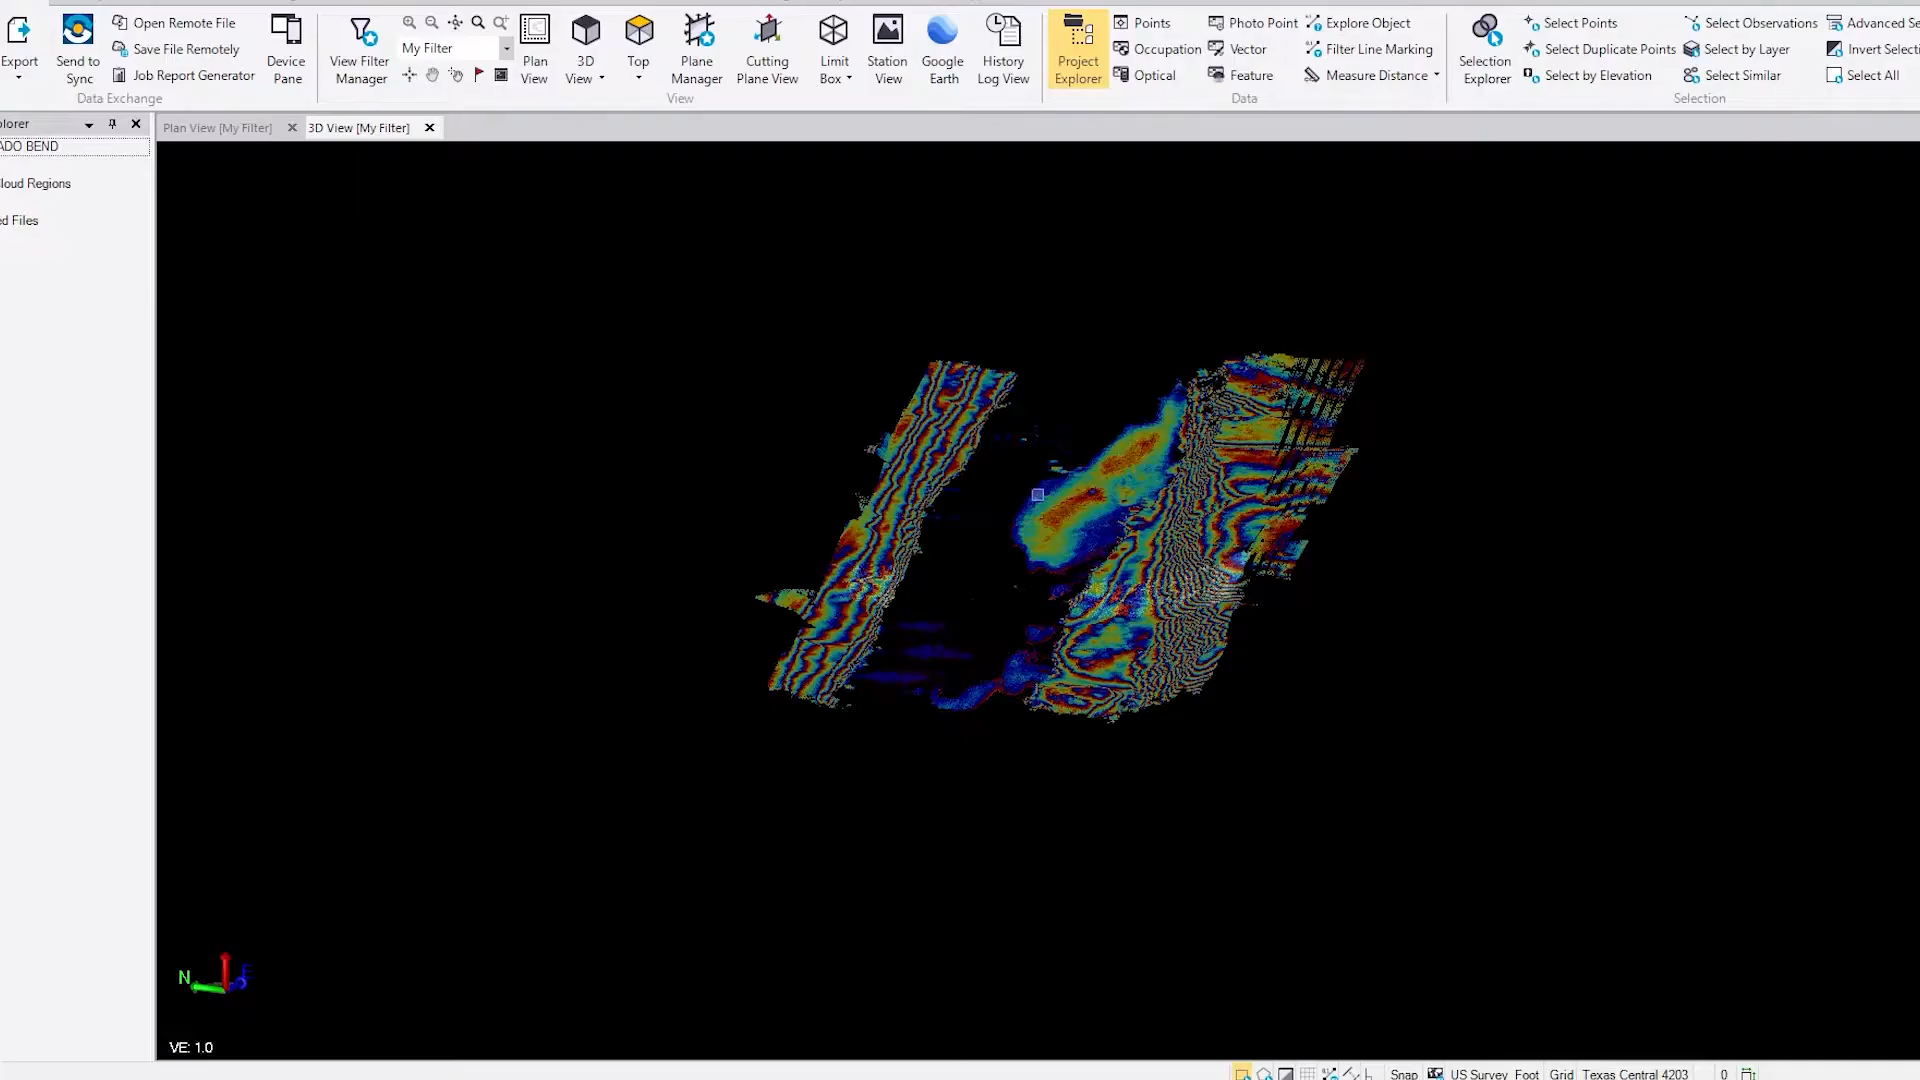 Open Remote File
Save File Remotely
Job Report Generator
Export
Send to
Sync
Device
Pane
Data Exchange
View Filter
Manager
My Filter
Plan
View
3D
View
Top
Plane
Manager
Cutting
Plane View
Limit
Box
Station
View
Google
Earth
History
Log View
View
Project
Explorer
Points
Occupation
Optical
Photo Point
Vector
Feature
Explore Object
Filter Line Marking
Measure Distance
Data
Selection
Explorer
Select Points
Select Duplicate Points
Select by Elevation
Select Observations
Select by Layer
Select Similar
Advanced Se
Invert Selecti
Select All
Selection
plorer
Plan View [My Filter]
3D View [My Filter]
ADO BEND
loud Regions
ed Files
N
E
VE: 1.0
Snap
US Survey Foot
Grid
Texas Central 4203
0